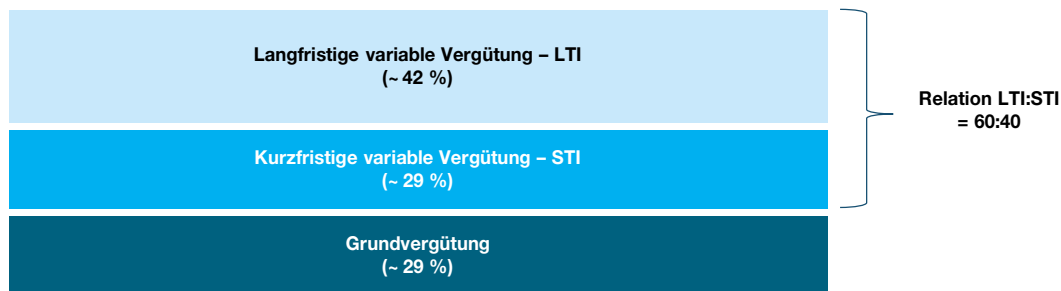 Langfristige variable Vergütung – LTI
(~ 42 %)
Relation LTI:STI
= 60:40
Kurzfristige variable Vergütung – STI
(~ 29 %)
Grundvergütung
(~ 29 %)